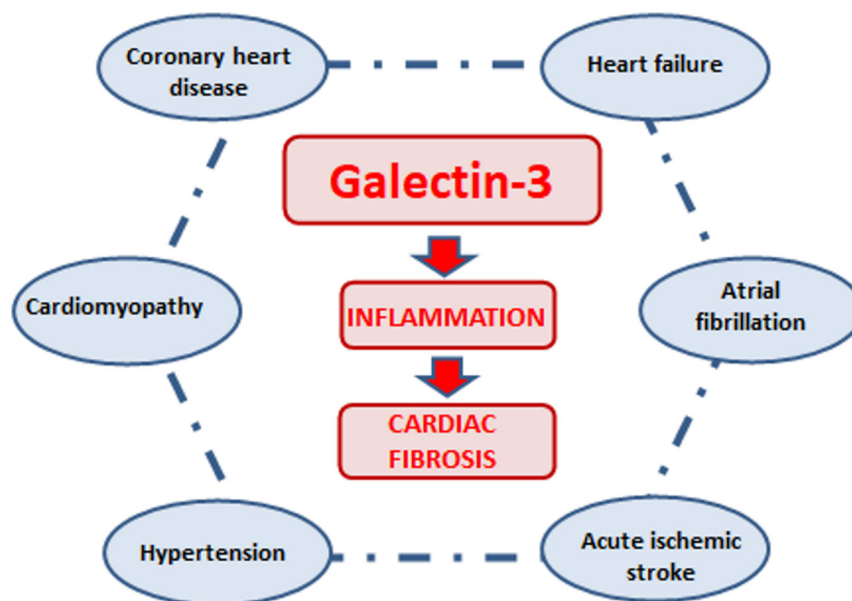 Coronary heart
disease
Heart failure
Galectin-3
Cardiomyopathy
INFLAMMATION
Atrial
fibrillation
CARDIAC
FIBROSIS
Hypertension
Acute ischemic
stroke